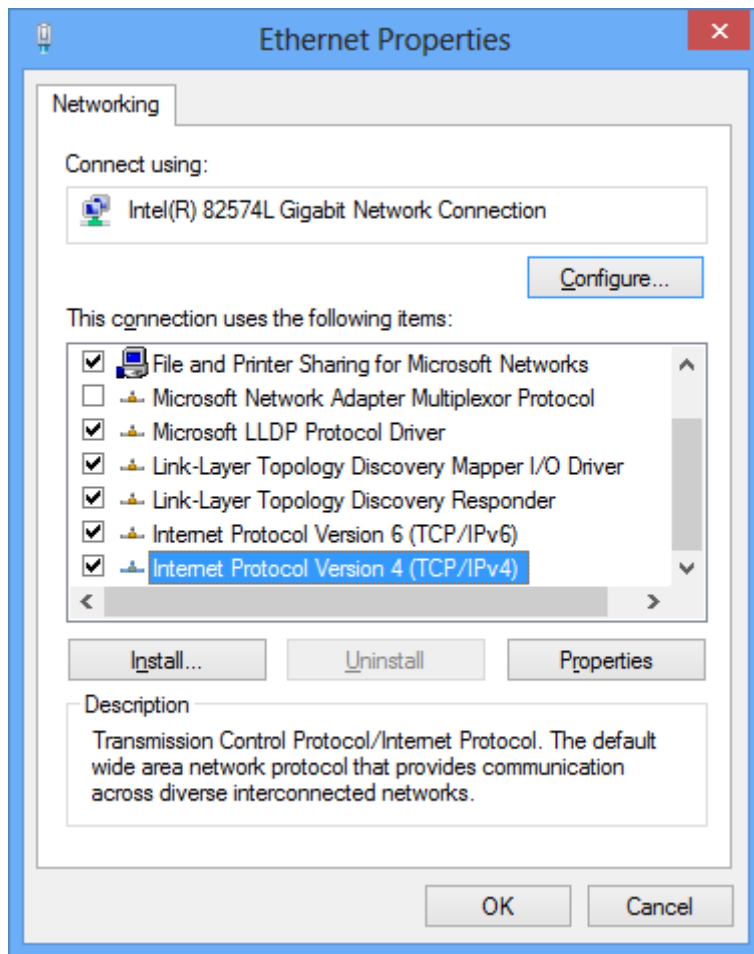 Ethernet Properties
Networking
Connect using:
Intel(R) 82574L Gigabit Network Connection
Configure...
This connection uses the following items:
File and Printer Sharing for Microsoft Networks
Microsoft Network Adapter Multiplexor Protocol
Microsoft LLDP Protocol Driver
Link-Layer Topology Discovery Mapper I/O Driver
Link-Layer Topology Discovery Responder
Internet Protocol Version 6 (TCP/IPv6)
Internet Protocol Version 4 (TCP/IPv4)
Install... Uninstall Properties
Description
Transmission Control Protocol/Internet Protocol. The default
wide area network protocol that provides communication
across diverse interconnected networks.
OK Cancel